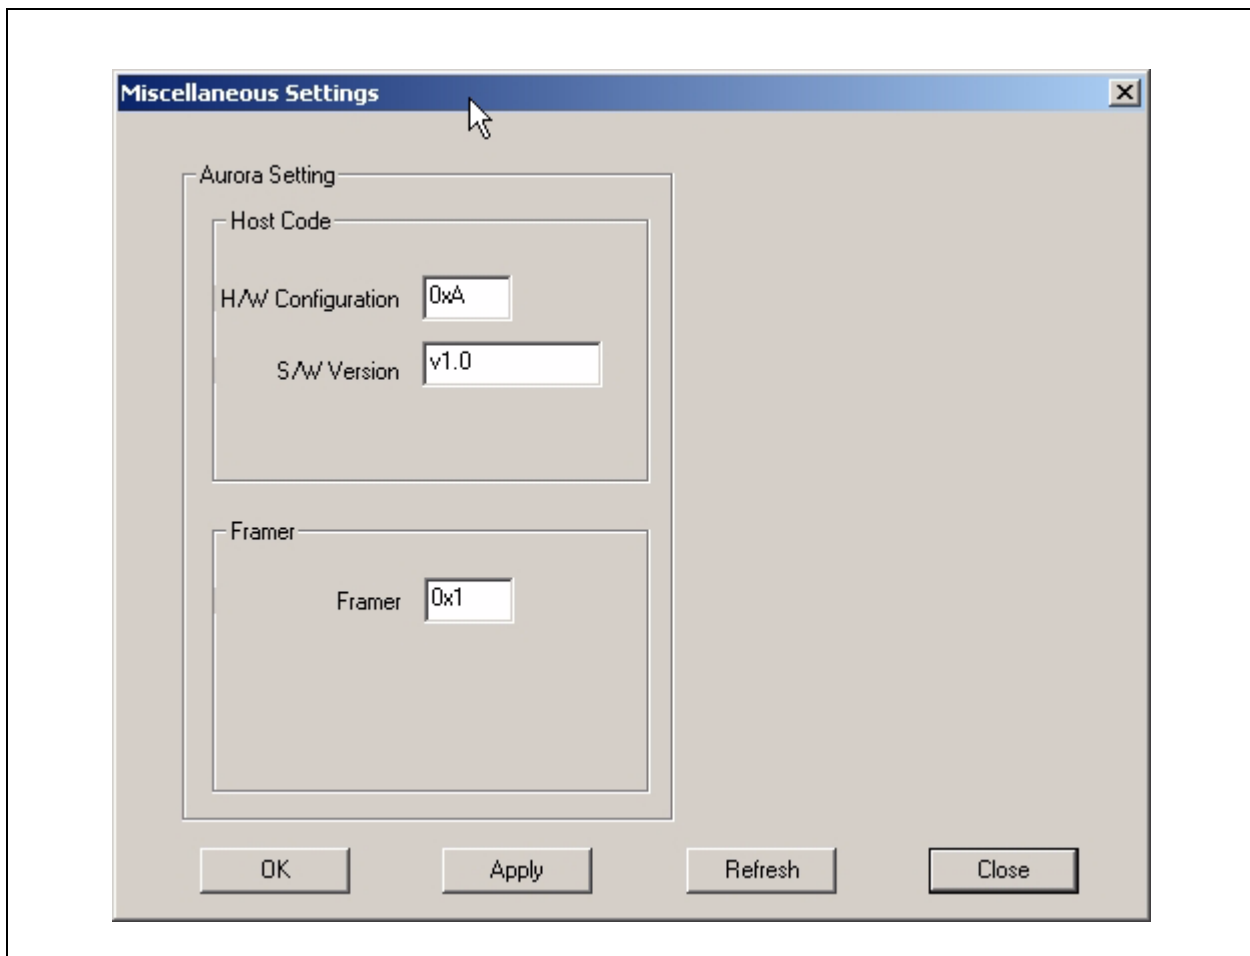 Miscellaneous Settings
Aurora Setting
Host Code
H/W Configuration 0xA
S/W Version v1.0
Framer
Framer 0x1
OK Apply Refresh Close